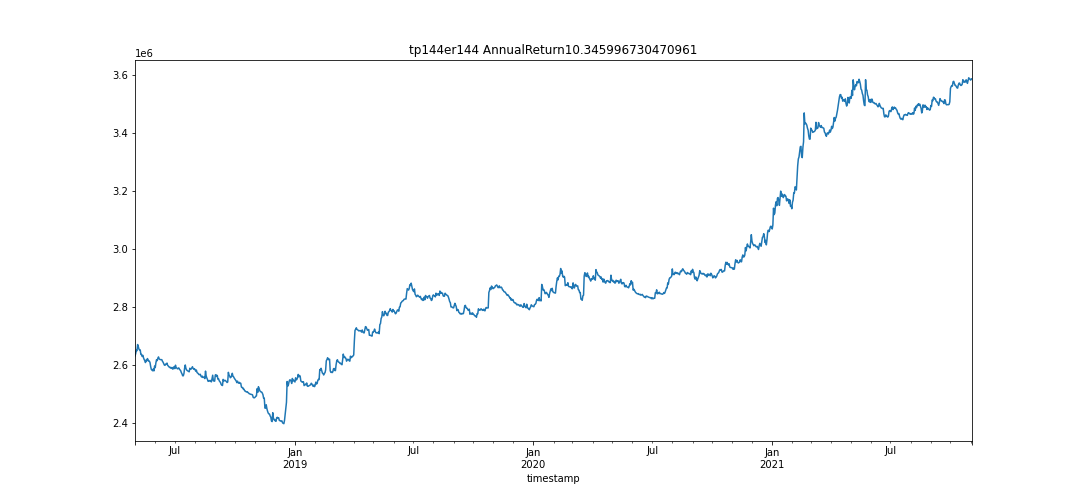 tp144er144 AnnualReturn10.345996730470961
1e6
3.6
3.4
3.2
3.0
2.8
2.6
2.4
Jul
Jan
2019
Jul
Jan
2020
Jul
Jan
2021
Jul
timestamp